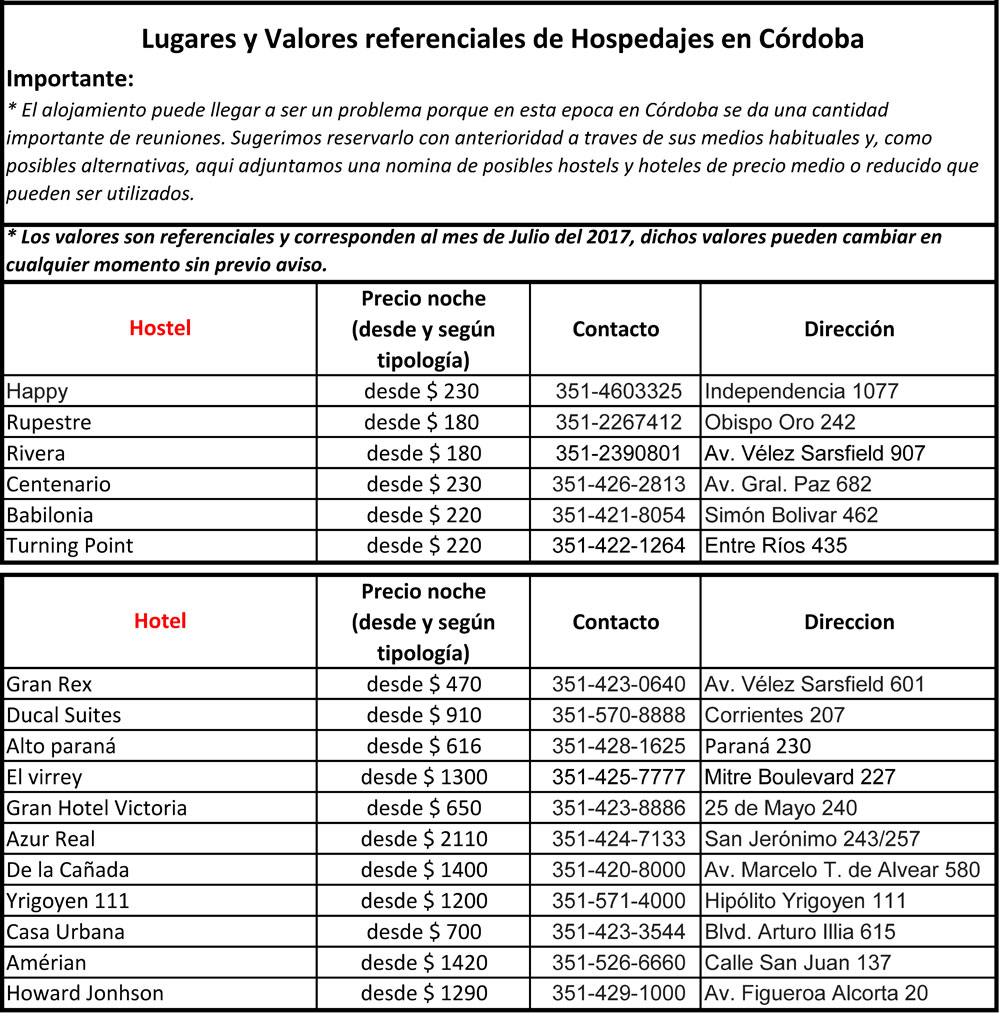 Lugares y Valores referenciales de Hospedajes en Córdoba
Importante:
* El alojamiento puede llegar a ser un problema porque en esta epoca en Córdoba se da una cantidad
importante de reuniones. Sugerimos reservarlo con anterioridad a traves de sus medios habituales y, como
posibles alternativas, aqui adjuntamos una nomina de posibles hostels y hoteles de precio medio o reducido que
pueden ser utilizados.
* Los valores son referenciales y corresponden al mes de Julio del 2017, dichos valores pueden cambiar en
cualquier momento sin previo aviso.
Hostel
Precio noche
(desde y según
tipología)
Contacto
Dirección
Happy desde $ 230 351-4603325 Independencia 1077
Rupestre desde $ 180 351-2267412 Obispo Oro 242
Rivera desde $ 180 351-2390801 Av. Vélez Sarsfield 907
Centenario desde $ 230 351-426-2813 Av. Gral. Paz 682
Babilonia desde $ 220 351-421-8054 Simón Bolivar 462
Turning Point desde $ 220 351-422-1264 Entre Ríos 435
Hotel
Precio noche
(desde y según
tipología)
Contacto
Direccion
Gran Rex desde $ 470 351-423-0640 Av. Vélez Sarsfield 601
Ducal Suites desde $ 910 351-570-8888 Corrientes 207
Alto paraná desde $ 616 351-428-1625 Paraná 230
El virrey desde $ 1300 351-425-7777 Mitre Boulevard 227
Gran Hotel Victoria desde $ 650 351-423-8886 25 de Mayo 240
Azur Real desde $ 2110 351-424-7133 San Jerónimo 243/257
De la Cañada desde $ 1400 351-420-8000 Av. Marcelo T. de Alvear 580
Yrigoyen 111 desde $ 1200 351-571-4000 Hipólito Yrigoyen 111
Casa Urbana desde $ 700 351-423-3544 Blvd. Arturo Illia 615
Amérian desde $ 1420 351-526-6660 Calle San Juan 137
Howard Jonhson desde $ 1290 351-429-1000 Av. Figueroa Alcorta 20